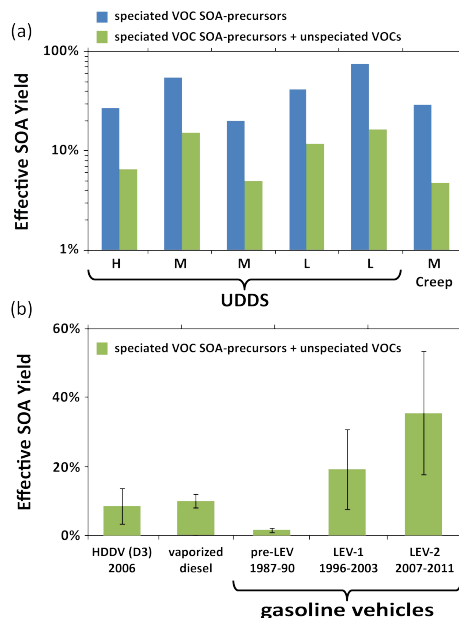 (a)
speciated VOC SOA-precursors
speciated VOC SOA-precursors + unspeciated VOCs
Effective SOA Yield
100%
10%
1%
H M M L L M
UDDS
Creep
(b)
speciated VOC SOA-precursors + unspeciated VOCs
Effective SOA Yield
60%
40%
20%
0%
HDDV (D3) vaporized pre-LEV LEV-1 LEV-2
2006 diesel 1987-90 1996-2003 2007-2011
gasoline vehicles